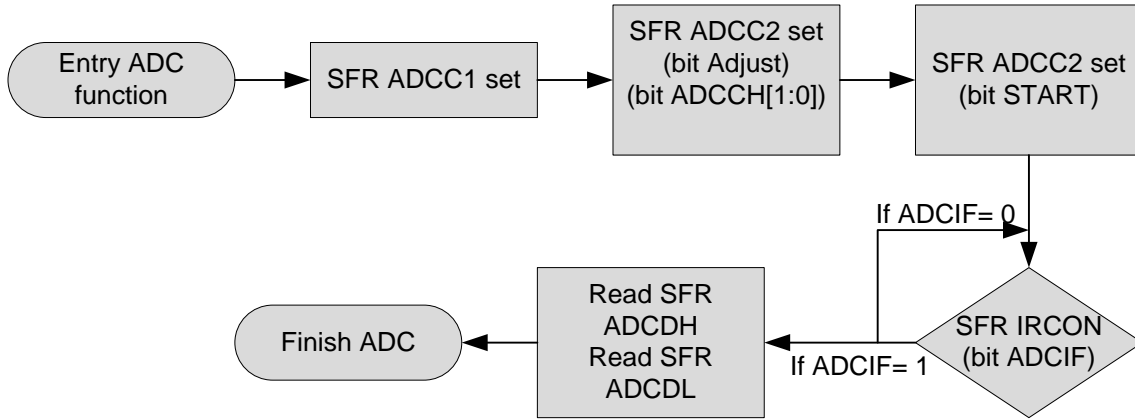 Entry ADC
function
SFR ADCC1 set
SFR ADCC2 set
(bit Adjust)
(bit ADCCH[1:0])
SFR ADCC2 set
(bit START)
If ADCIF= 0
SFR IRCON
(bit ADCIF)
If ADCIF= 1
Read SFR
ADCDH
Read SFR
ADCDL
Finish ADC